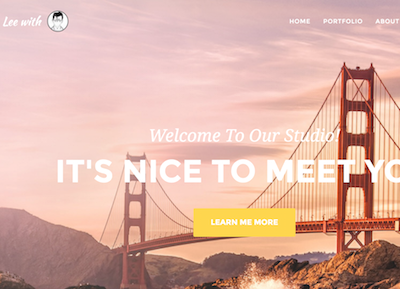 Lee with
HOME PORTFOLIO ABOUT
Welcome To Our Studio!
IT'S NICE TO MEET YO
LEARN ME MORE